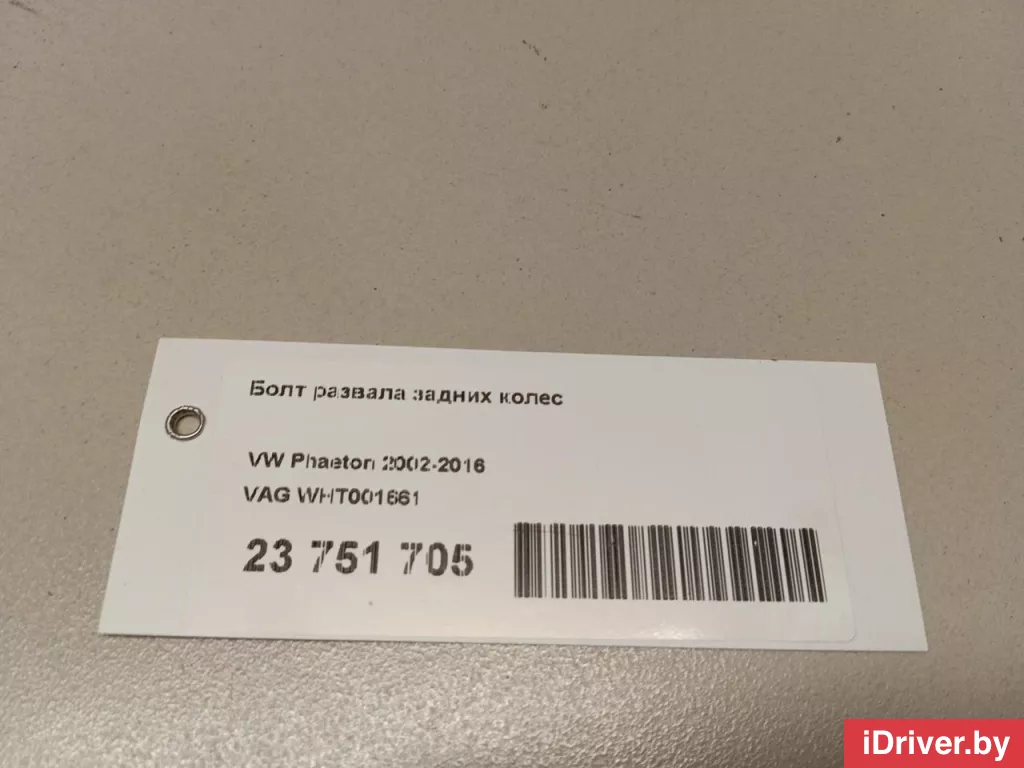 Болт развала задних колес
VW Phaeton 2002-2016
VAG WHT001661
23 751 705
iDriver.by